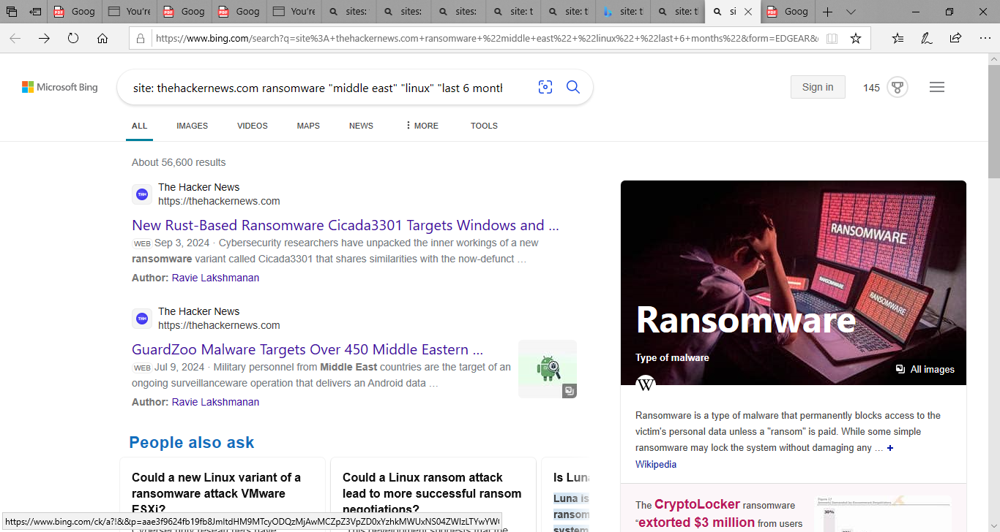 Goog
You're
Goog
Goog
You're
sites:
sites:
sites:
site: t
site: tl
site: t
site: tl
si
Goog
https://www.bing.com/search?q=site%3A+thehackernews.com+ransomware+%22middle+east%22+%22linux%22+%22last+6+months%22&form=EDGEAR&
Microsoft Bing
site: thehackernews.com ransomware "middle east" "linux" "last 6 month
Sign in
145
ALL
IMAGES
VIDEOS
MAPS
NEWS
MORE
TOOLS
About 56,600 results
The Hacker News
https://thehackernews.com
New Rust-Based Ransomware Cicada3301 Targets Windows and ...
WEB Sep 3, 2024 · Cybersecurity researchers have unpacked the inner workings of a new
ransomware variant called Cicada3301 that shares similarities with the now-defunct …
Author: Ravie Lakshmanan
The Hacker News
https://thehackernews.com
GuardZoo Malware Targets Over 450 Middle Eastern ...
WEB Jul 9, 2024 · Military personnel from Middle East countries are the target of an
ongoing surveillanceware operation that delivers an Android data …
Author: Ravie Lakshmanan
People also ask
Could a new Linux variant of a
ransomware attack VMware
ESXi?
Could a Linux ransom attack
lead to more successful ransom
negotiations?
Is Luna
Luna is
ransom
system
RANSOMWARE
RANSOMWARE
RANSOMWARE
Ransomware
Type of malware
All images
W
Ransomware is a type of malware that permanently blocks access to the
victim's personal data unless a "ransom" is paid. While some simple
ransomware may lock the system without damaging any … +
Wikipedia
The CryptoLocker ransomware
“extorted $3 million from users
30%